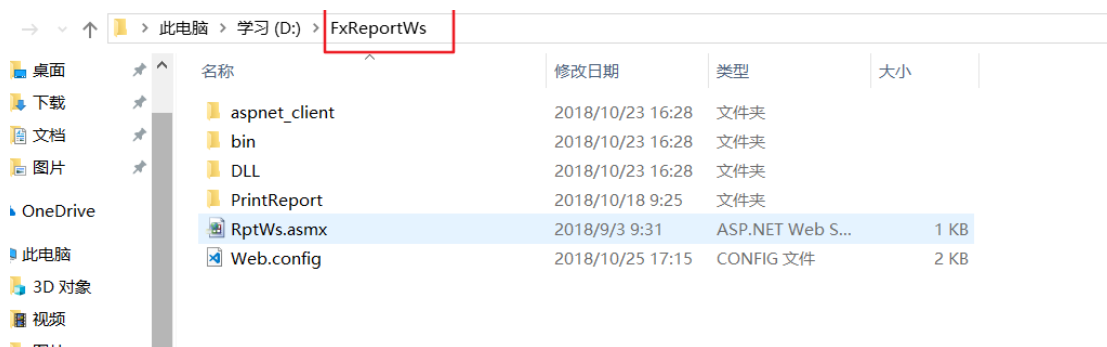 此电脑 > 学习 (D:) > FxReportWs
桌面
下载
文档
图片
OneDrive
此电脑
3D 对象
视频
名称 修改日期 类型 大小
aspnet_client 2018/10/23 16:28 文件夹
bin 2018/10/23 16:28 文件夹
DLL 2018/10/23 16:28 文件夹
PrintReport 2018/10/18 9:25 文件夹
RptWs.asmx 2018/9/3 9:31 ASP.NET Web S... 1 KB
Web.config 2018/10/25 17:15 CONFIG 文件 2 KB